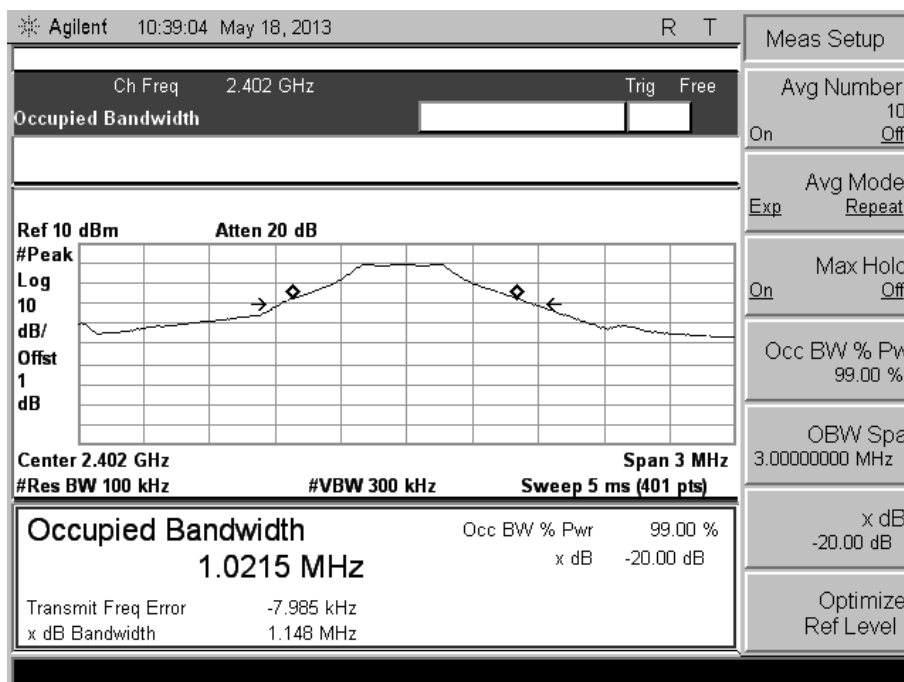 Agilent 10:39:04 May 18, 2013 R T
Ch Freq 2.402 GHz Trig Free
Occupied Bandwidth
Ref 10 dBm Atten 20 dB
#Peak
Log
10
dB/
Offst
1
dB
Center 2.402 GHz Span 3 MHz
#Res BW 100 kHz #VBW 300 kHz Sweep 5 ms (401 pts)
Occupied Bandwidth
1.0215 MHz
Occ BW % Pwr 99.00 %
x dB -20.00 dB
Transmit Freq Error -7.985 kHz
x dB Bandwidth 1.148 MHz
Meas Setup
Avg Number
10
On Off
Avg Mode
Exp Repeat
Max Hold
On Off
Occ BW % Pw
99.00 %
OBW Spa
3.00000000 MHz
x dB
-20.00 dB
Optimize
Ref Level